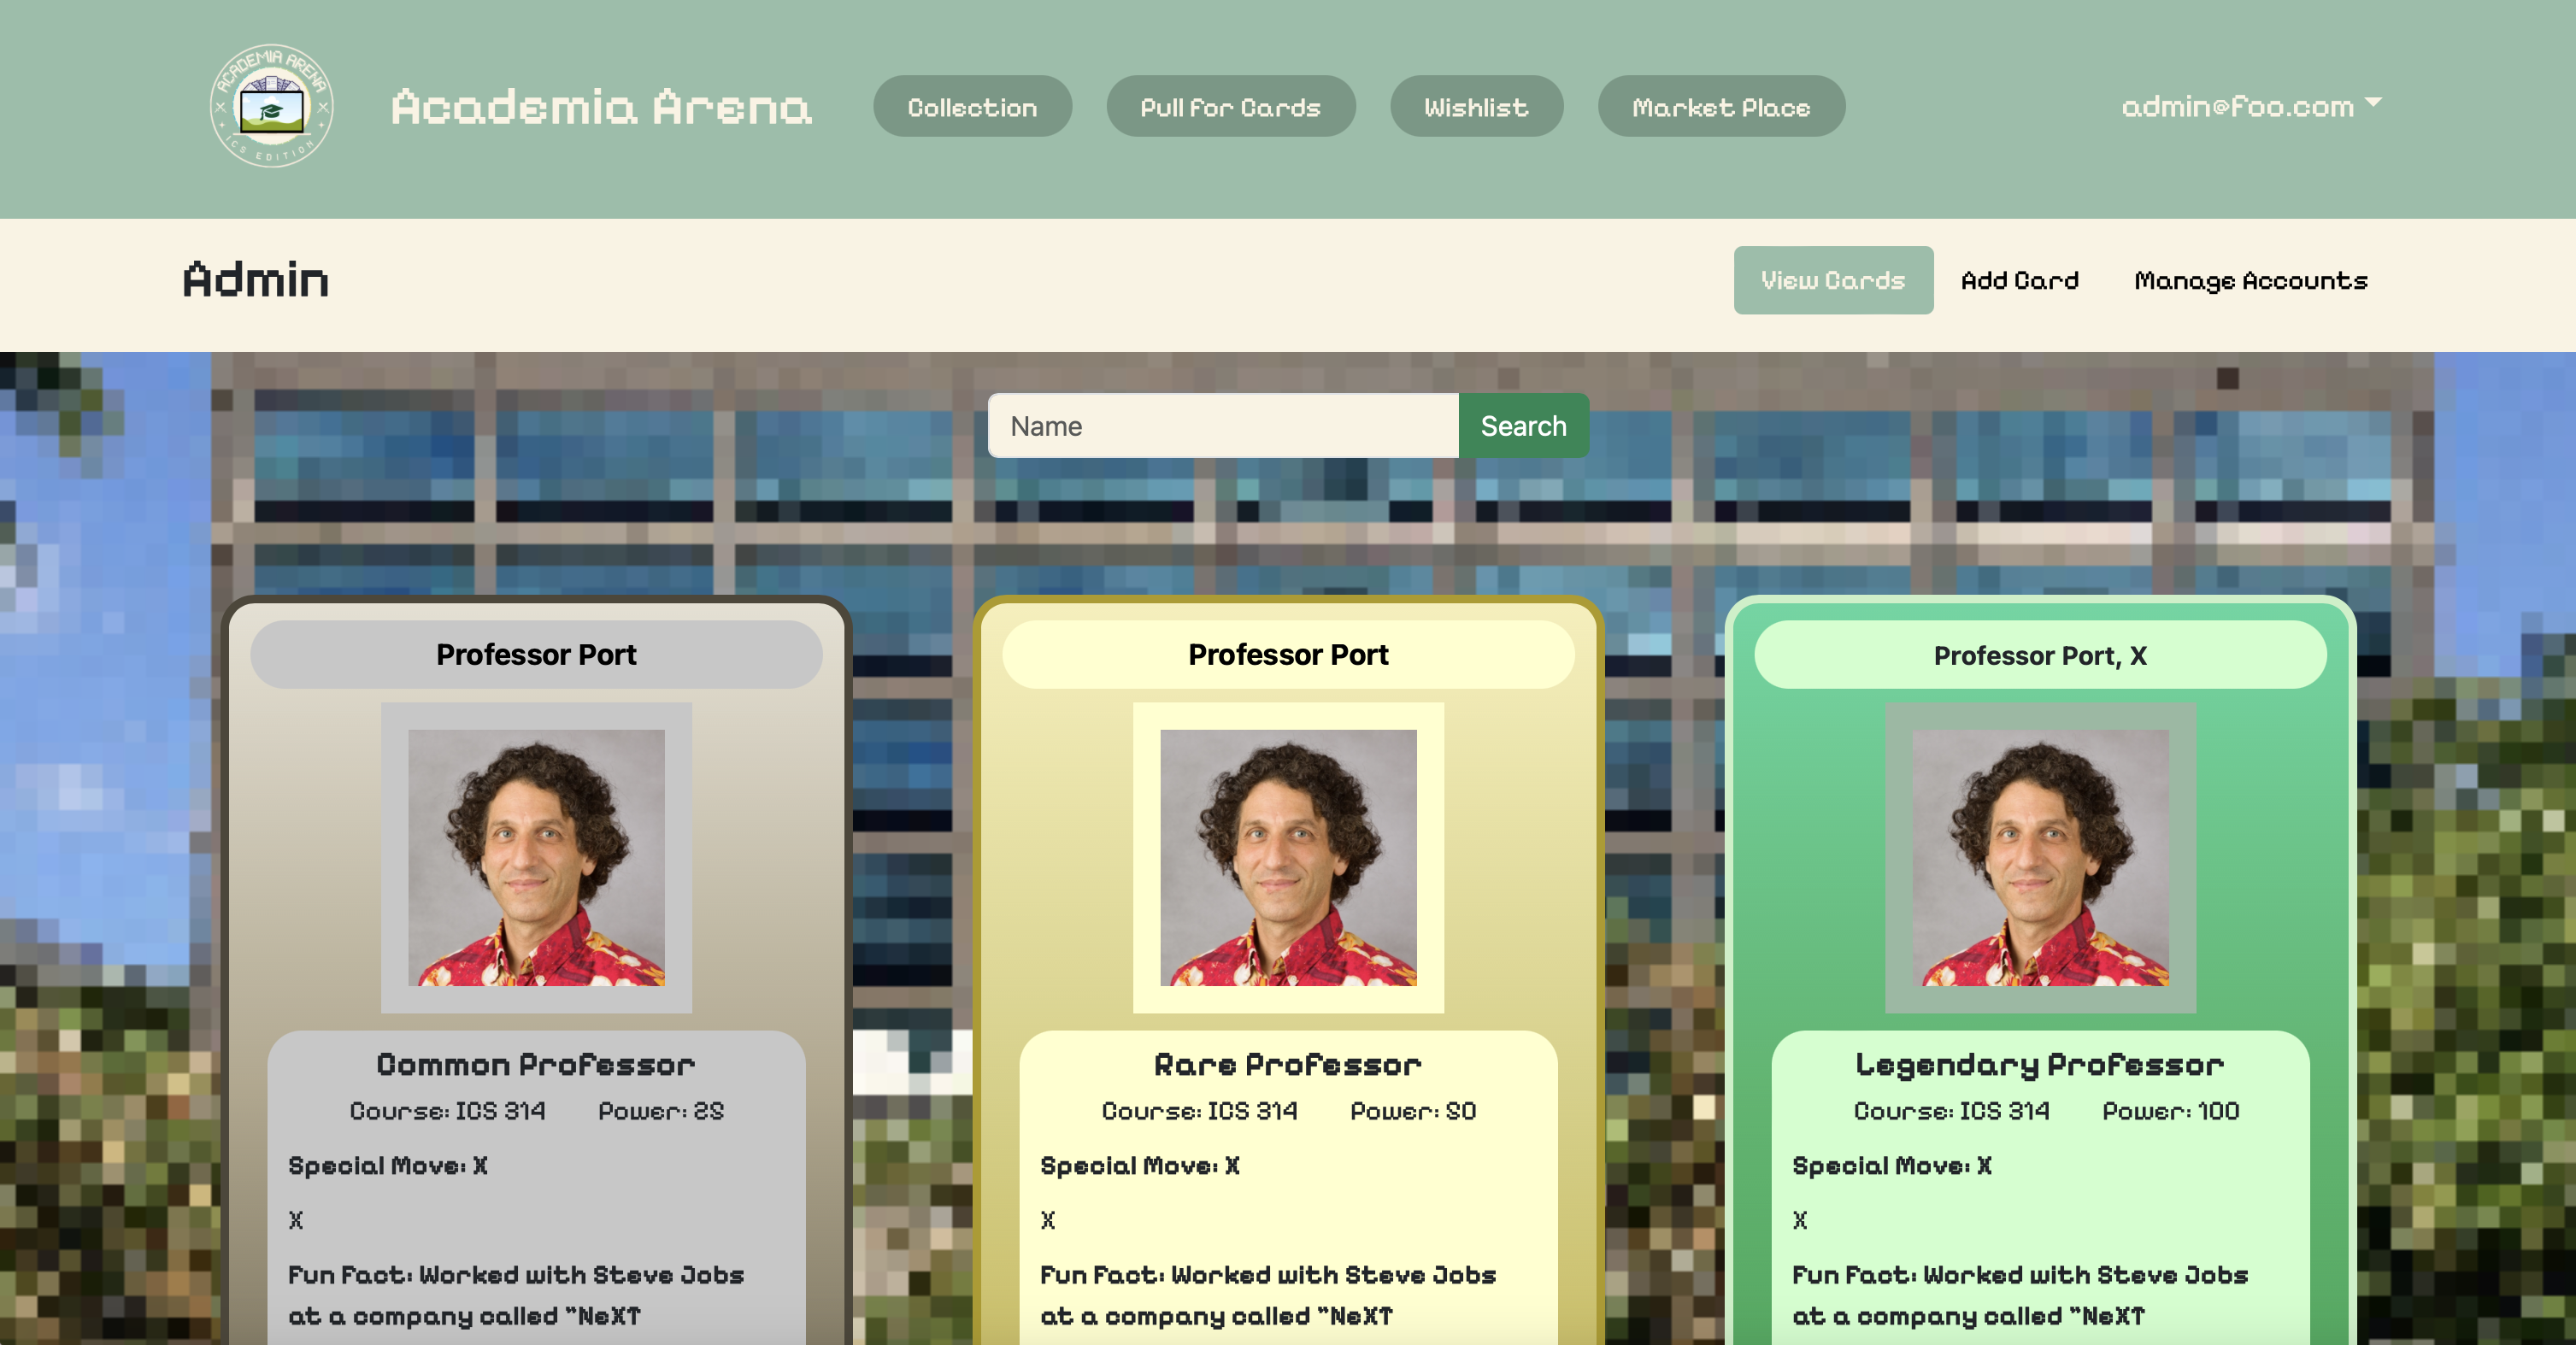 ACADEMIA ARENA
ICS EDITION
Academia Arena
Collection
Pull for Cards
Wishlist
Market Place
admin@foo.com
Admin
View Cards
Add Card
Manage Accounts
Name
Search
Professor Port
Common Professor
Course: ICS 314 Power: 25
Special Move: X
X
Fun Fact: Worked with Steve Jobs
at a company called "NeXT
Professor Port
Rare Professor
Course: ICS 314 Power: 50
Special Move: X
X
Fun Fact: Worked with Steve Jobs
at a company called "NeXT
Professor Port, X
Legendary Professor
Course: ICS 314 Power: 100
Special Move: X
X
Fun Fact: Worked with Steve Jobs
at a company called "NeXT